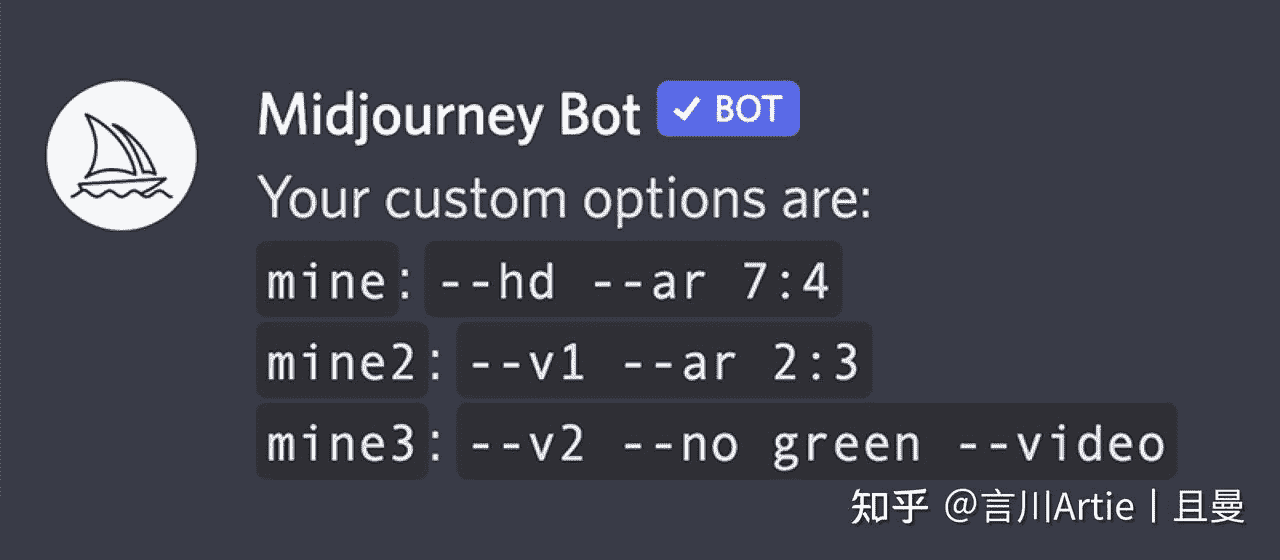 Midjourney Bot ✓ BOT
Your custom options are:
mine: --hd --ar 7:4
mine2: --v1 --ar 2:3
mine3: --v2 --no green --video
知乎 @言川Artie丨且曼